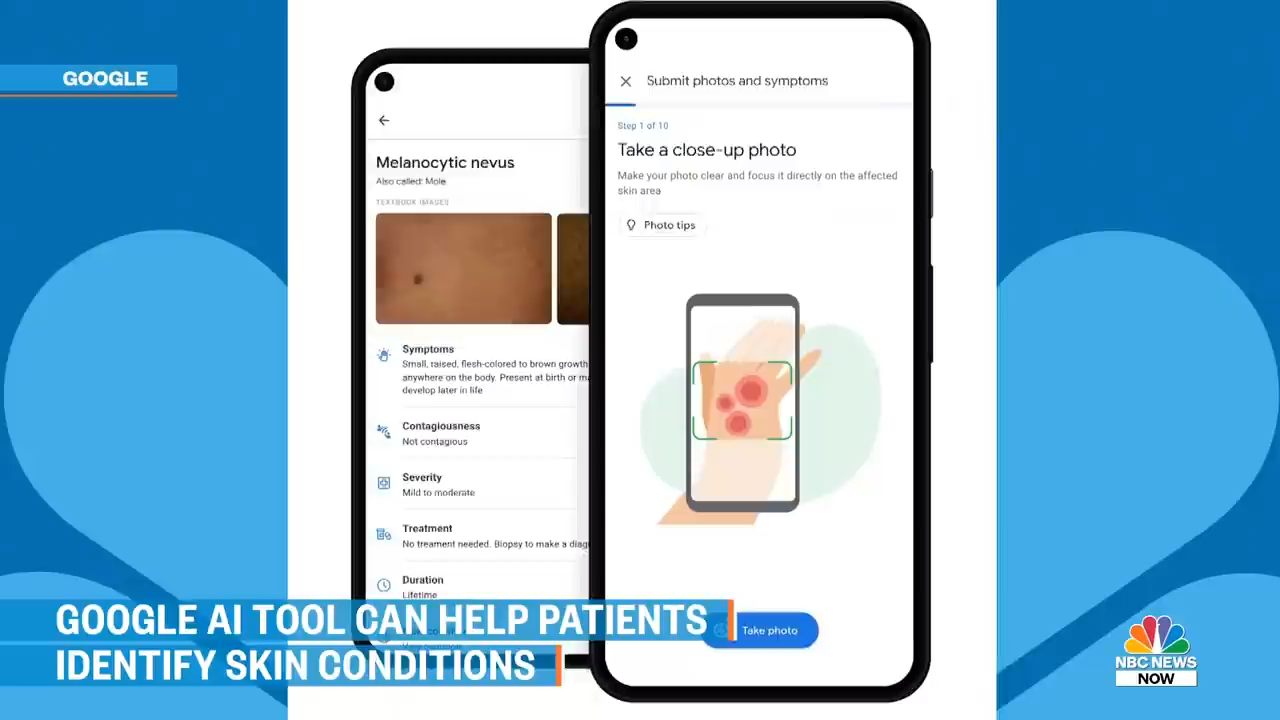 GOOGLE
Melanocytic nevus
Also called: Mole
TEXTBOOK IMAGES
Symptoms
Small, raised, flesh-colored to brown growth
anywhere on the body. Present at birth or
develop later in life
Contagiousness
Not contagious
Severity
Mild to moderate
Treatment
No treament needed. Biopsy to make a
Duration
Lifetime
Submit photos and symptoms
Step 1 of 10
Take a close-up photo
Make your photo clear and focus it directly on the affected
skin area
Photo tips
Take photo
GOOGLE AI TOOL CAN HELP PATIENTS
IDENTIFY SKIN CONDITIONS
NBC NEWS
NOW